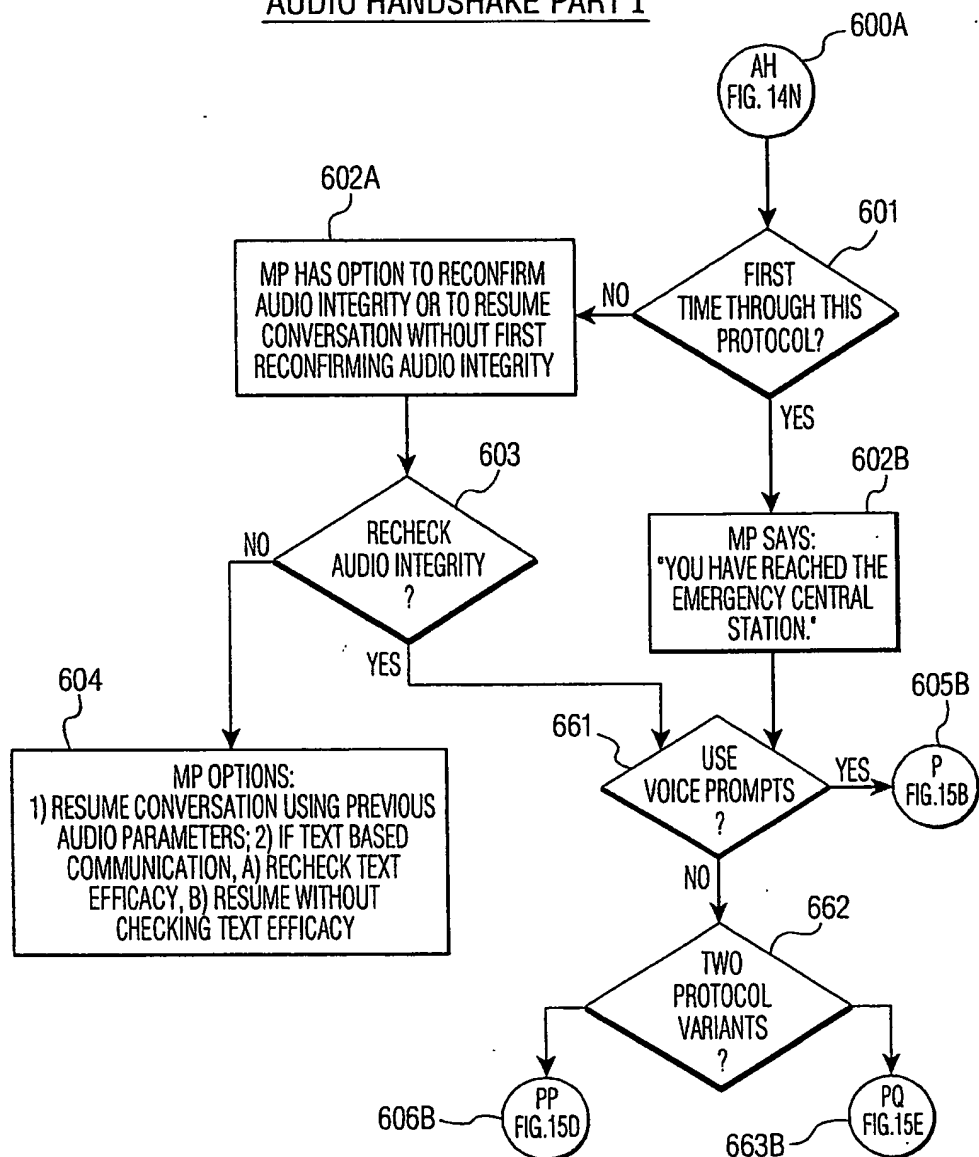 AUDIO HANDSHAKE PART I
600A
AH
FIG. 14N
602A
601
MP HAS OPTION TO RECONFIRM
AUDIO INTEGRITY OR TO RESUME
CONVERSATION WITHOUT FIRST
RECONFIRMING AUDIO INTEGRITY
NO
FIRST
TIME THROUGH THIS
PROTOCOL?
YES
603
602B
NO
RECHECK
AUDIO INTEGRITY
?
MP SAYS:
"YOU HAVE REACHED THE
EMERGENCY CENTRAL
STATION."
YES
604
605B
661
MP OPTIONS:
1) RESUME CONVERSATION USING PREVIOUS
AUDIO PARAMETERS; 2) IF TEXT BASED
COMMUNICATION, A) RECHECK TEXT
EFFICACY, B) RESUME WITHOUT
CHECKING TEXT EFFICACY
USE
VOICE PROMPTS
?
YES
P
FIG.15B
NO
662
TWO
PROTOCOL
VARIANTS
?
606B
PP
FIG.15D
663B
PQ
FIG.15E